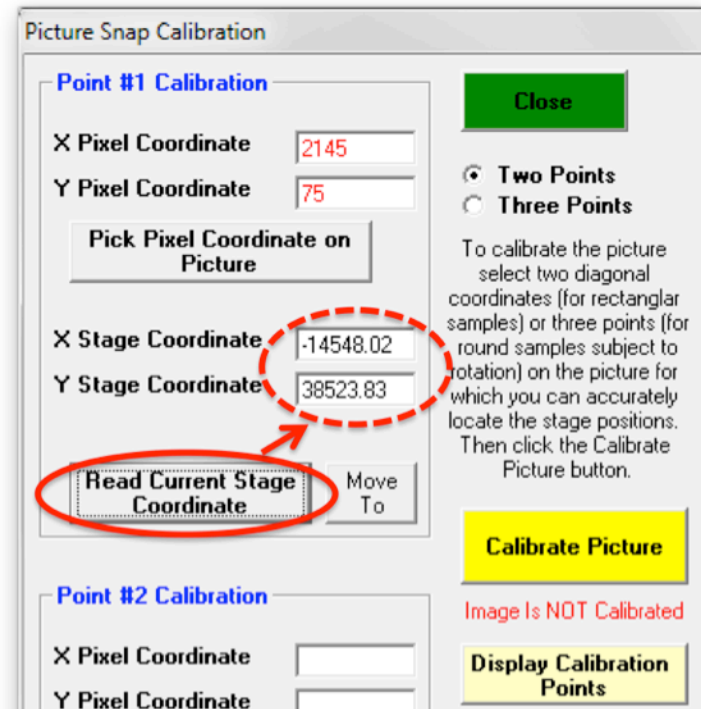 Picture Snap Calibration
Point #1 Calibration
X Pixel Coordinate 2145
Y Pixel Coordinate 75
Pick Pixel Coordinate on
Picture
X Stage Coordinate -14548.02
Y Stage Coordinate 38523.83
Read Current Stage
Coordinate
Move
To
Point #2 Calibration
X Pixel Coordinate
Y Pixel Coordinate
Close
Two Points
Three Points
To calibrate the picture
select two diagonal
coordinates (for rectanglar
samples) or three points (for
round samples subject to
rotation) on the picture for
which you can accurately
locate the stage positions.
Then click the Calibrate
Picture button.
Calibrate Picture
Image Is NOT Calibrated
Display Calibration
Points